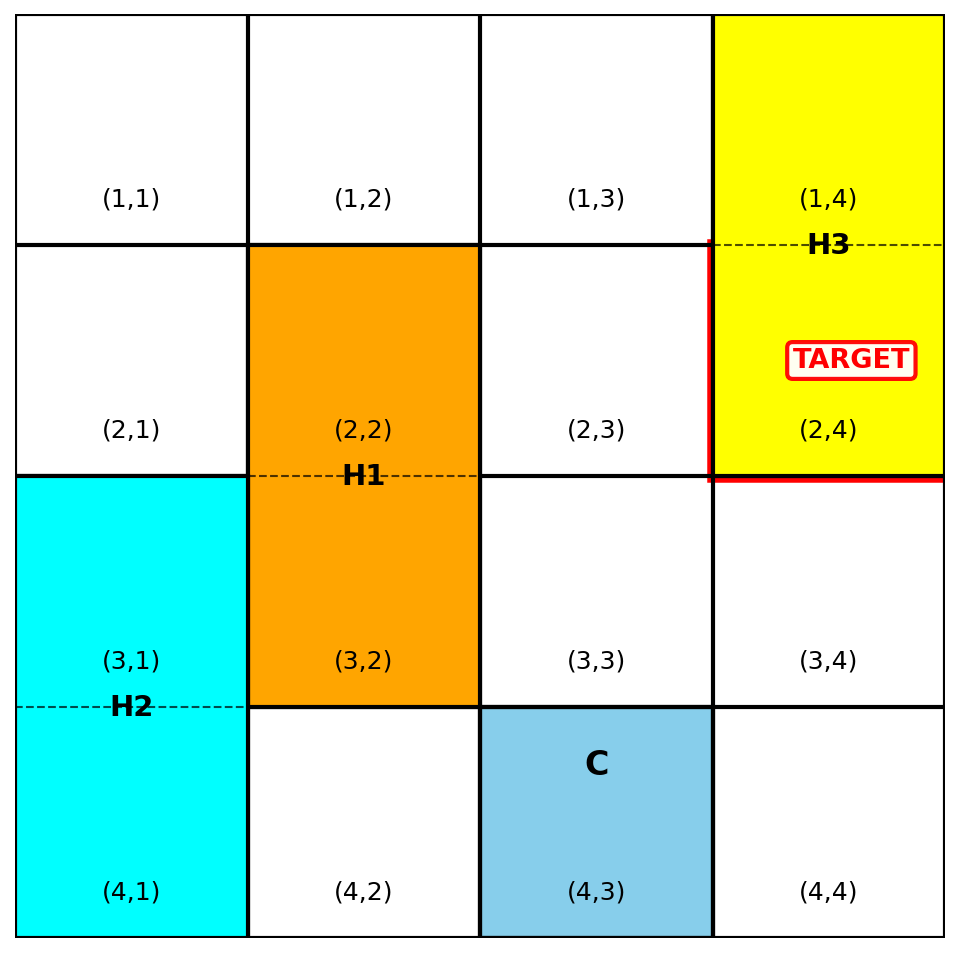 (1,1) (1,2) (1,3) (1,4)
H3
TARGET
(2,1) (2,2) (2,3) (2,4)
H1
(3,1) (3,2) (3,3) (3,4)
H2
C
(4,1) (4,2) (4,3) (4,4)